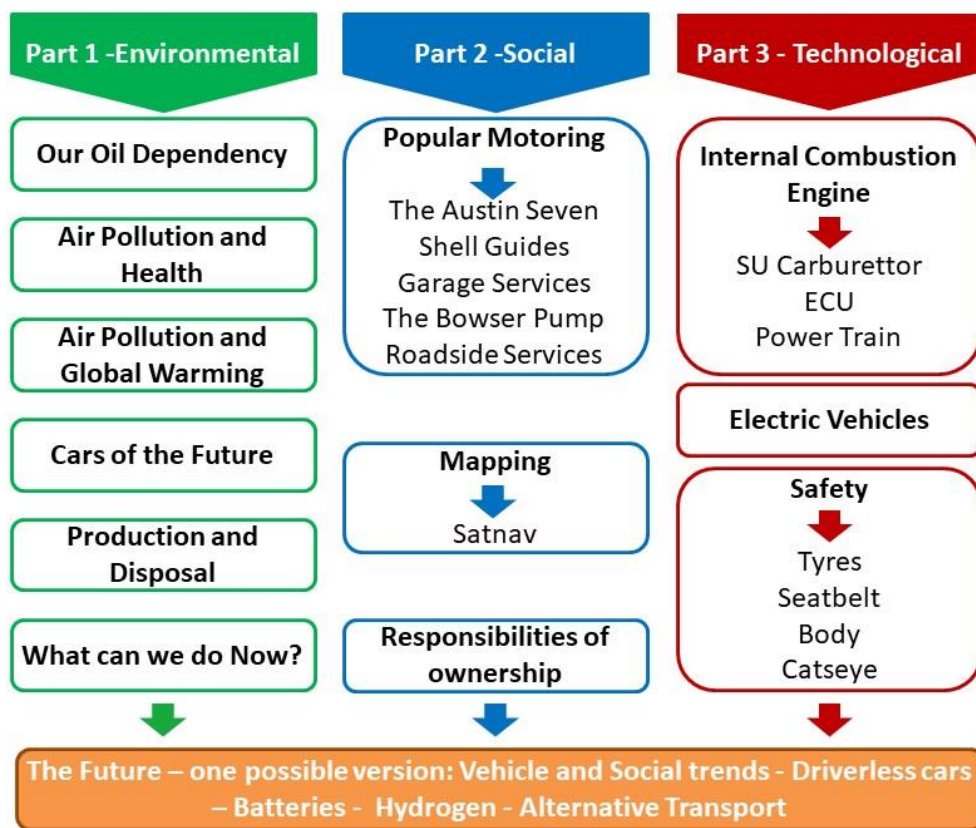 Part 1 -Environmental
Our Oil Dependency
Air Pollution and
Health
Air Pollution and
Global Warming
Cars of the Future
Production and
Disposal
What can we do Now?
Part 2 -Social
Popular Motoring
The Austin Seven
Shell Guides
Garage Services
The Bowser Pump
Roadside Services
Mapping
Satnav
Responsibilities of
ownership
Part 3 - Technological
Internal Combustion
Engine
SU Carburettor
ECU
Power Train
Electric Vehicles
Safety
Tyres
Seatbelt
Body
Catseye
The Future – one possible version: Vehicle and Social trends - Driverless cars
– Batteries - Hydrogen - Alternative Transport